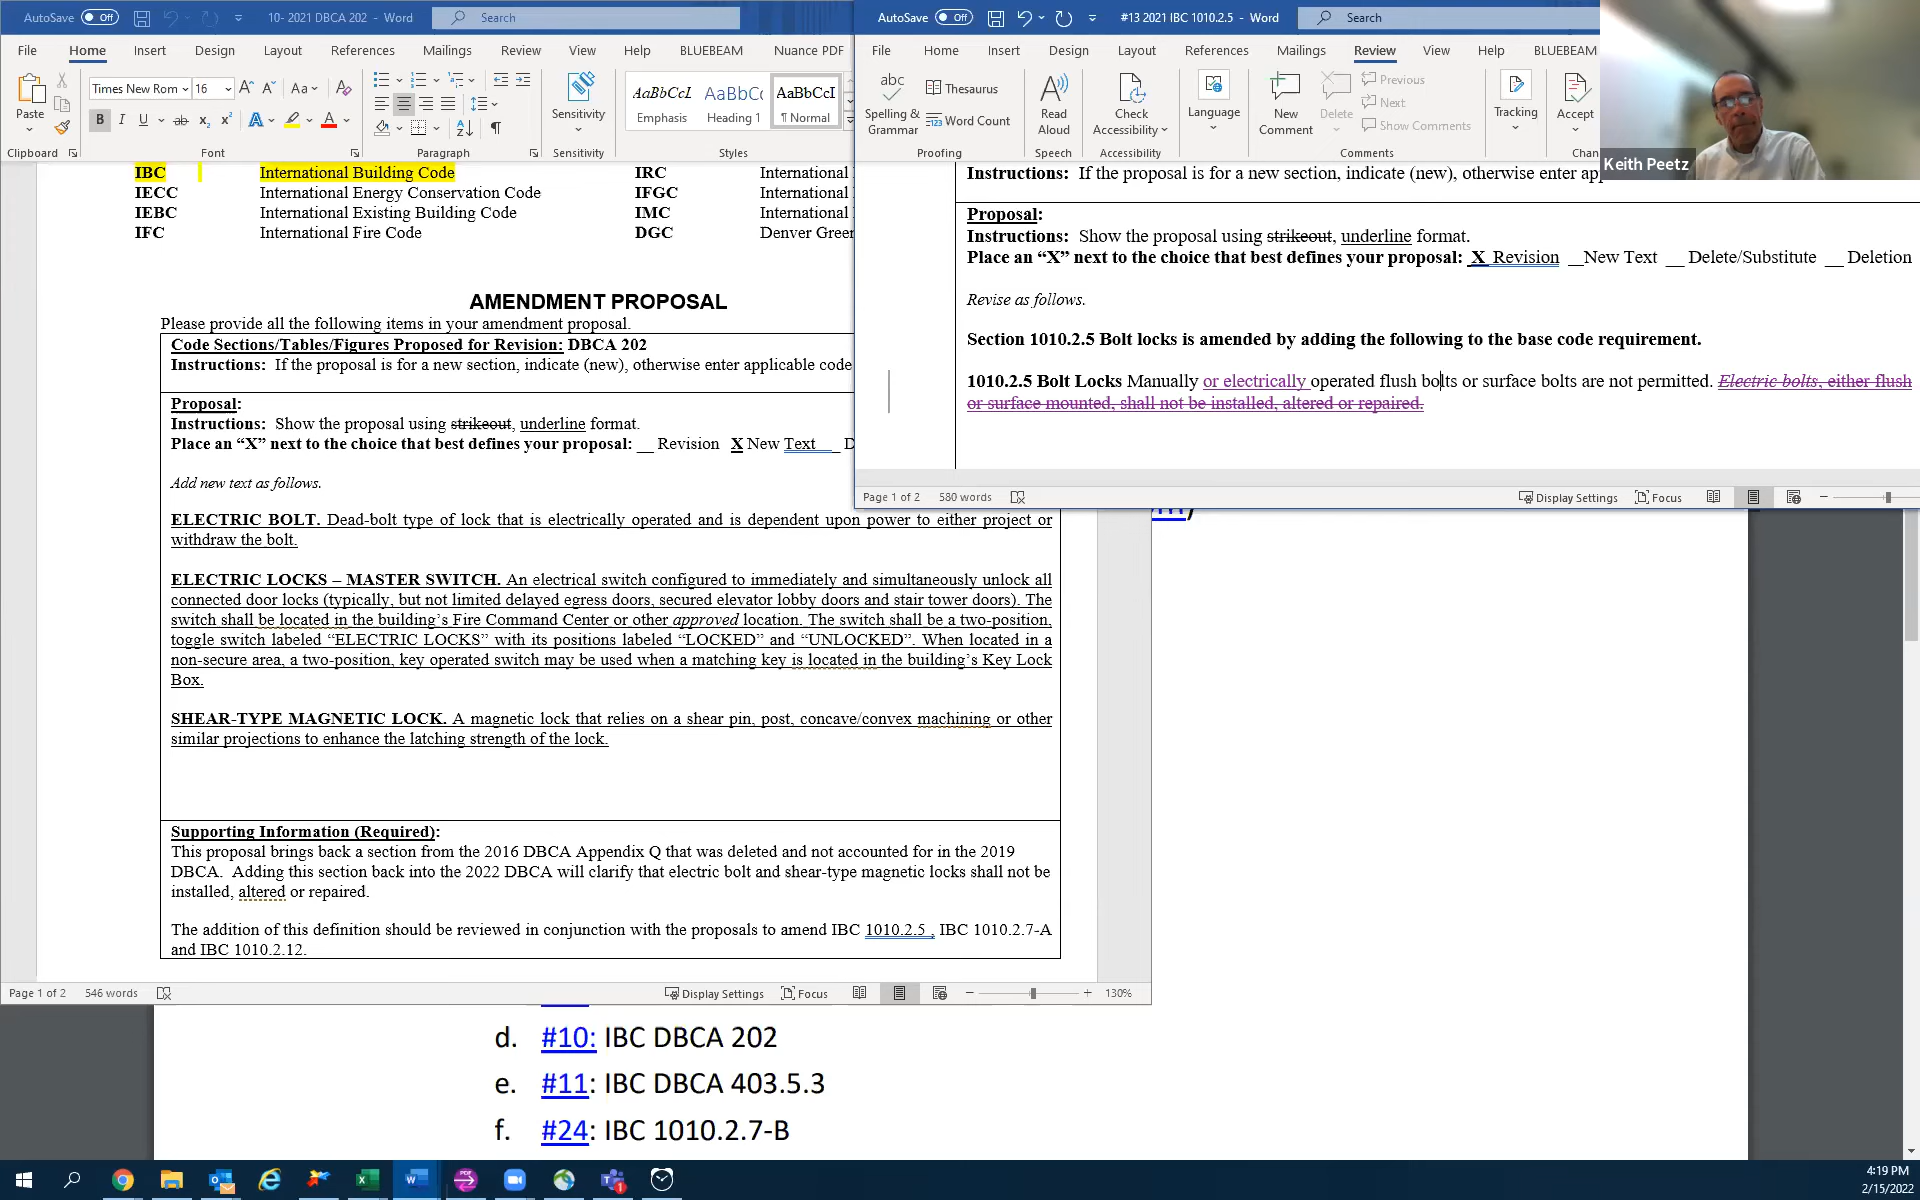 AutoSave Off 10- 2021 DBCA 202 - Word Search
File Home Insert Design Layout References Mailings Review View Help BLUEBEAM Nuance PDF
Times New Rom 16 Aa
Paste B I U ab x₂ x² A A
AaBbCcI AaBbCc AaBbCcI
Emphasis Heading 1 ¶ Normal
Sensitivity
Clipboard Font Paragraph Sensitivity Styles
IBC International Building Code IRC International
IECC International Energy Conservation Code IFGC International
IEBC International Existing Building Code IMC International
IFC International Fire Code DGC Denver Green
AMENDMENT PROPOSAL
Please provide all the following items in your amendment proposal.
Code Sections/Tables/Figures Proposed for Revision: DBCA 202
Instructions: If the proposal is for a new section, indicate (new), otherwise enter applicable code
Proposal:
Instructions: Show the proposal using strikeout, underline format.
Place an “X” next to the choice that best defines your proposal: __ Revision X New Text__ D
Add new text as follows.
ELECTRIC BOLT. Dead-bolt type of lock that is electrically operated and is dependent upon power to either project or
withdraw the bolt.
ELECTRIC LOCKS – MASTER SWITCH. An electrical switch configured to immediately and simultaneously unlock all
connected door locks (typically, but not limited delayed egress doors, secured elevator lobby doors and stair tower doors). The
switch shall be located in the building’s Fire Command Center or other approved location. The switch shall be a two-position,
toggle switch labeled “ELECTRIC LOCKS” with its positions labeled “LOCKED” and “UNLOCKED”. When located in a
non-secure area, a two-position, key operated switch may be used when a matching key is located in the building’s Key Lock
Box.
SHEAR-TYPE MAGNETIC LOCK. A magnetic lock that relies on a shear pin, post, concave/convex machining or other
similar projections to enhance the latching strength of the lock.
Supporting Information (Required):
This proposal brings back a section from the 2016 DBCA Appendix Q that was deleted and not accounted for in the 2019
DBCA. Adding this section back into the 2022 DBCA will clarify that electric bolt and shear-type magnetic locks shall not be
installed, altered or repaired.
The addition of this definition should be reviewed in conjunction with the proposals to amend IBC 1010.2.5 , IBC 1010.2.7-A
and IBC 1010.2.12.
Page 1 of 2 546 words Display Settings Focus 130%
AutoSave Off #13 2021 IBC 1010.2.5 - Word Search
File Home Insert Design Layout References Mailings Review View Help BLUEBEAM
abc Thesaurus
Spelling & Grammar 123 Word Count
Read Aloud
Check Accessibility
Language
New Comment Delete Previous Next Show Comments
Tracking Accept
Proofing Speech Accessibility Comments Chan
Keith Peetz
Instructions: If the proposal is for a new section, indicate (new), otherwise enter app
Proposal:
Instructions: Show the proposal using strikeout, underline format.
Place an “X” next to the choice that best defines your proposal: X Revision __New Text __ Delete/Substitute __ Deletion
Revise as follows.
Section 1010.2.5 Bolt locks is amended by adding the following to the base code requirement.
1010.2.5 Bolt Locks Manually or electrically operated flush bolts or surface bolts are not permitted. Electric bolts, either flush
or surface mounted, shall not be installed, altered or repaired.
Page 1 of 2 580 words Display Settings Focus
d. #10: IBC DBCA 202
e. #11: IBC DBCA 403.5.3
f. #24: IBC 1010.2.7-B
4:19 PM
2/15/2022